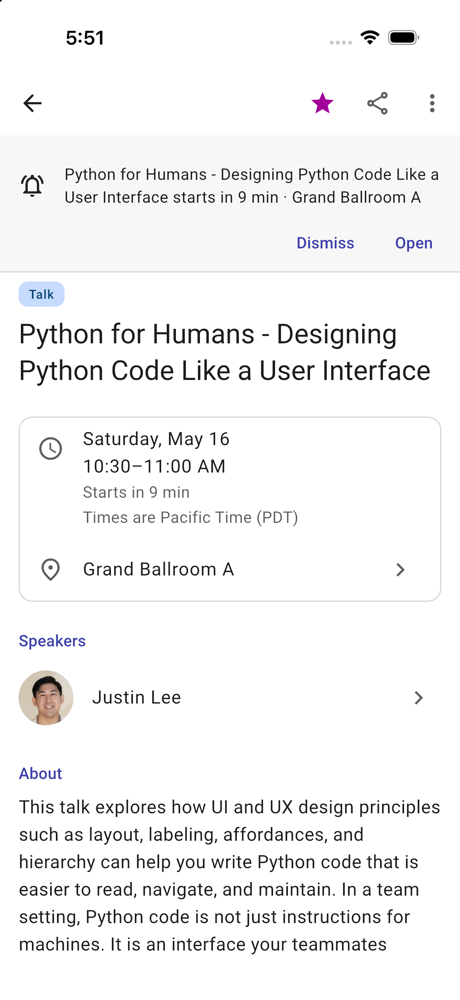 5:51
Python for Humans - Designing Python Code Like a
User Interface starts in 9 min · Grand Ballroom A
Dismiss Open
Talk
Python for Humans - Designing
Python Code Like a User Interface
Saturday, May 16
10:30–11:00 AM
Starts in 9 min
Times are Pacific Time (PDT)
Grand Ballroom A
Speakers
Justin Lee
About
This talk explores how UI and UX design principles
such as layout, labeling, affordances, and
hierarchy can help you write Python code that is
easier to read, navigate, and maintain. In a team
setting, Python code is not just instructions for
machines. It is an interface your teammates